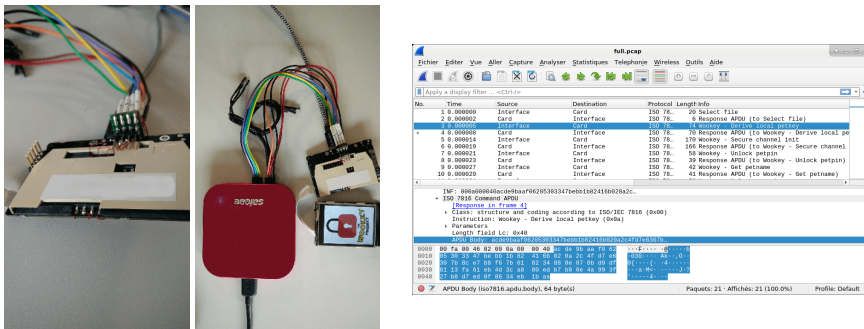 saleae
full.pcap
Fichier Editer Vue Aller Capture Analyser Statistiques Telephonie Wireless Outils Aide
Apply a display filter ... <Ctrl-/>
No. Time Source Destination Protocol Length Info
1 0.000000 Interface Card ISO 78… 20 Select file
2 0.000002 Card Interface ISO 78… 6 Response APDU (to Select file)
3 0.000005 Interface Card ISO 78… 74 Wookey - Derive local petkey
4 0.000008 Card Interface ISO 78… 70 Response APDU (to Wookey - Derive local pe
5 0.000014 Interface Card ISO 78… 170 Wookey - Secure channel init
6 0.000019 Card Interface ISO 78… 166 Response APDU (to Wookey - Secure channel
7 0.000021 Interface Card ISO 78… 58 Wookey - Unlock petpin
8 0.000023 Card Interface ISO 78… 39 Response APDU (to Wookey - Unlock petpin)
9 0.000027 Interface Card ISO 78… 42 Wookey - Get petname
10 0.000029 Card Interface ISO 78… 41 Response APDU (to Wookey - Get petname)
ISO 7816 Command APDU
[Response in frame 4]
Class: structure and coding according to ISO/IEC 7816 (0x00)
Instruction: Wookey - Derive local petkey (0x0a)
Parameters
Length field Lc: 0x40
APDU Body (iso7816.apdu.body), 64 byte(s)
Paquets: 21 · Affichés: 21 (100.0%)
Profile: Default